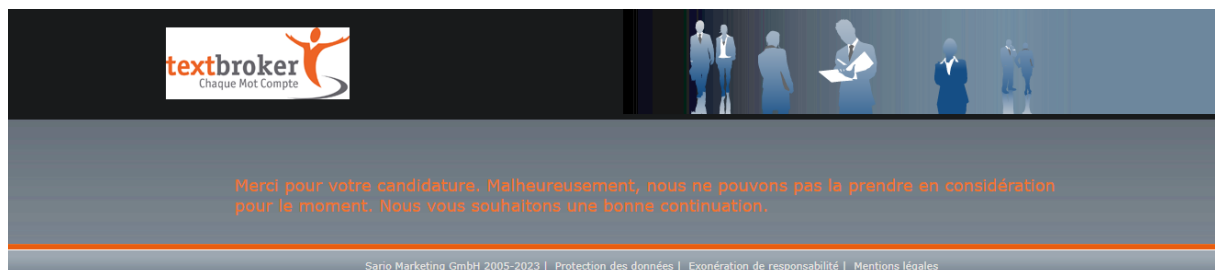 textbroker
Chaque Mot Compte
Merci pour votre candidature. Malheureusement, nous ne pouvons pas la prendre en considération
pour le moment. Nous vous souhaitons une bonne continuation.
Sario Marketing GmbH 2005-2023 | Protection des données | Exonération de responsabilité | Mentions légales